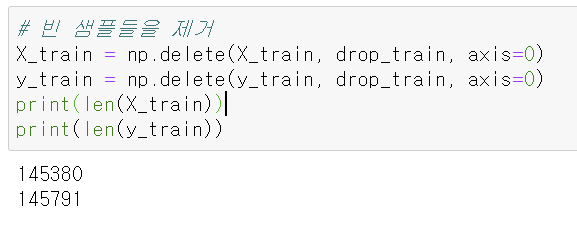 # 빈 샘플들을 제거
X_train = np.delete(X_train, drop_train, axis=0)
y_train = np.delete(y_train, drop_train, axis=0)
print(len(X_train))
print(len(y_train))
145380
145791